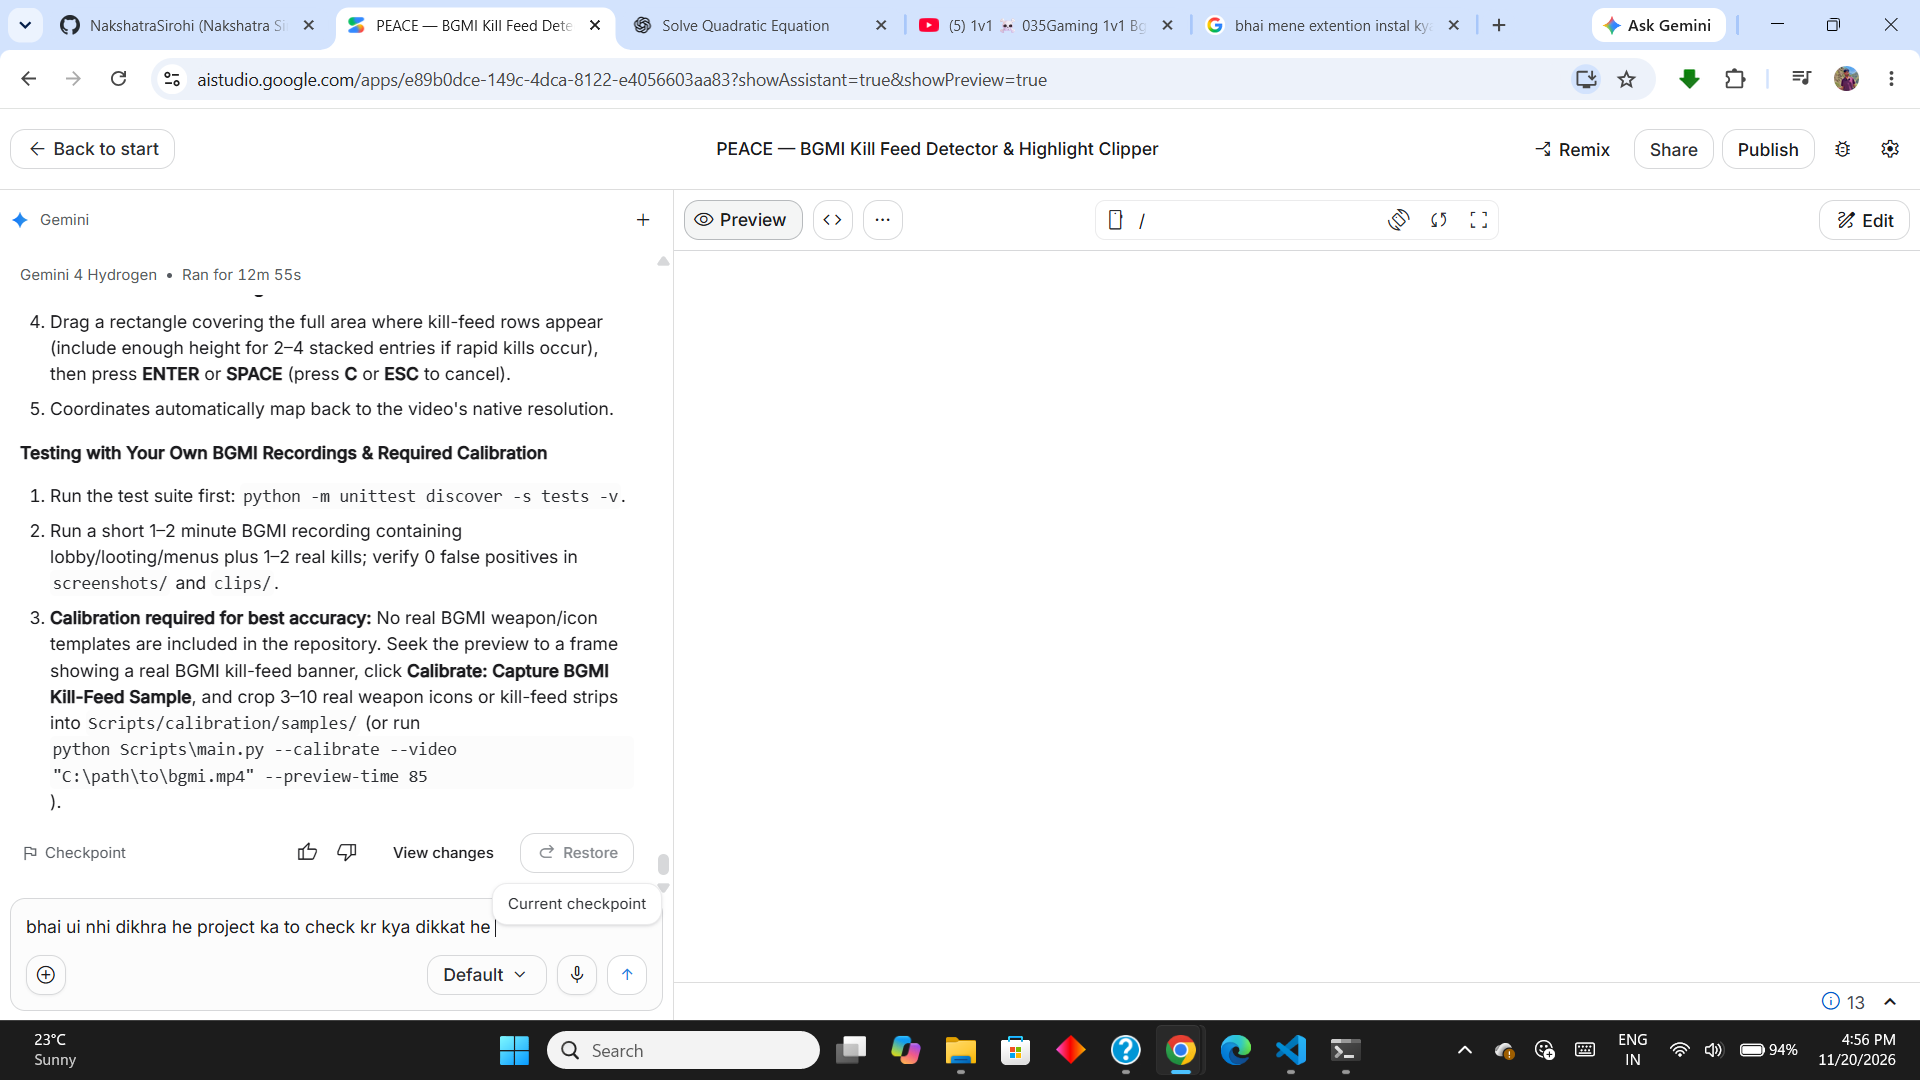 NakshatraSirohi (Nakshatra Si
PEACE — BGMI Kill Feed Dete
Solve Quadratic Equation
(5) 1v1 ☠️ 035Gaming 1v1 Bg
bhai mene extention instal kya
Ask Gemini
aistudio.google.com/apps/e89b0dce-149c-4dca-8122-e4056603aa83?showAssistant=true&showPreview=true
Back to start
PEACE — BGMI Kill Feed Detector & Highlight Clipper
Remix
Share
Publish
Gemini
Preview
/
Edit
Gemini 4 Hydrogen • Ran for 12m 55s
4. Drag a rectangle covering the full area where kill-feed rows appear
(include enough height for 2–4 stacked entries if rapid kills occur),
then press ENTER or SPACE (press C or ESC to cancel).
5. Coordinates automatically map back to the video's native resolution.
Testing with Your Own BGMI Recordings & Required Calibration
1. Run the test suite first: python -m unittest discover -s tests -v.
2. Run a short 1–2 minute BGMI recording containing
lobby/looting/menus plus 1–2 real kills; verify 0 false positives in
screenshots/ and clips/.
3. Calibration required for best accuracy: No real BGMI weapon/icon
templates are included in the repository. Seek the preview to a frame
showing a real BGMI kill-feed banner, click Calibrate: Capture BGMI
Kill-Feed Sample, and crop 3–10 real weapon icons or kill-feed strips
into Scripts/calibration/samples/ (or run
python Scripts\main.py --calibrate --video
"C:\path\to\bgmi.mp4" --preview-time 85
).
Checkpoint
View changes
Restore
Current checkpoint
bhai ui nhi dikhra he project ka to check kr kya dikkat he
Default
13
23°C
Sunny
Search
ENG
IN
94%
4:56 PM
11/20/2026